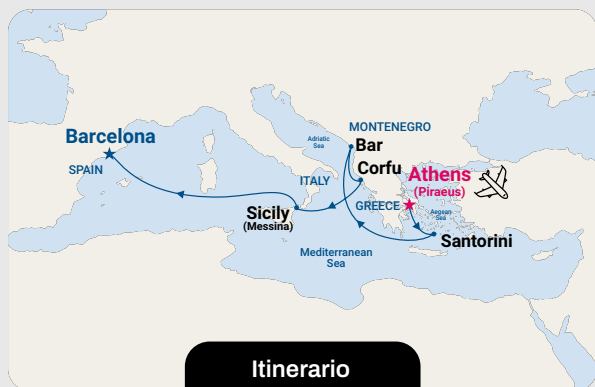 MONTENEGRO
Adriatic
Sea
Barcelona
Bar
SPAIN
Corfu
ITALY
Athens
(Piraeus)
GREECE
Aegean
Sea
Sicily
(Messina)
Santorini
Mediterranean
Sea
Itinerario